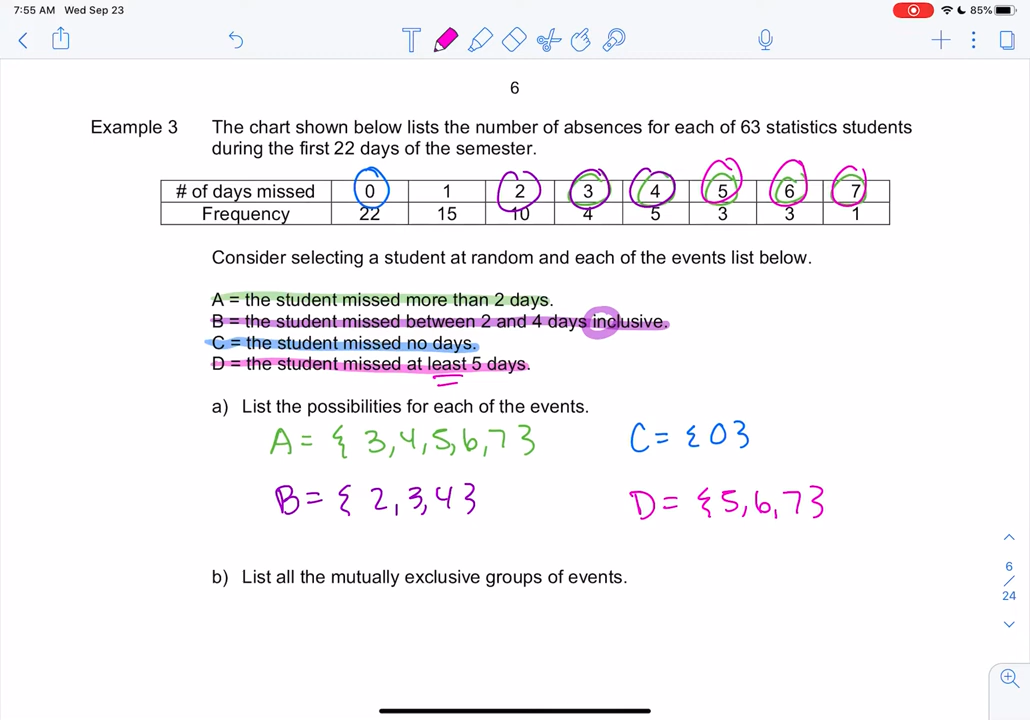 7:55 AM Wed Sep 23
85%
T
6
Example 3 The chart shown below lists the number of absences for each of 63 statistics students
during the first 22 days of the semester.
# of days missed 0 1 2 3 4 5 6 7
Frequency 22 15 10 4 5 3 3 1
Consider selecting a student at random and each of the events list below.
A = the student missed more than 2 days.
B = the student missed between 2 and 4 days inclusive.
C = the student missed no days.
D = the student missed at least 5 days.
a) List the possibilities for each of the events.
A = { 3, 4, 5, 6, 7 }
C = { 0 }
B = { 2, 3, 4 }
D = { 5, 6, 7 }
b) List all the mutually exclusive groups of events.
6
/
24